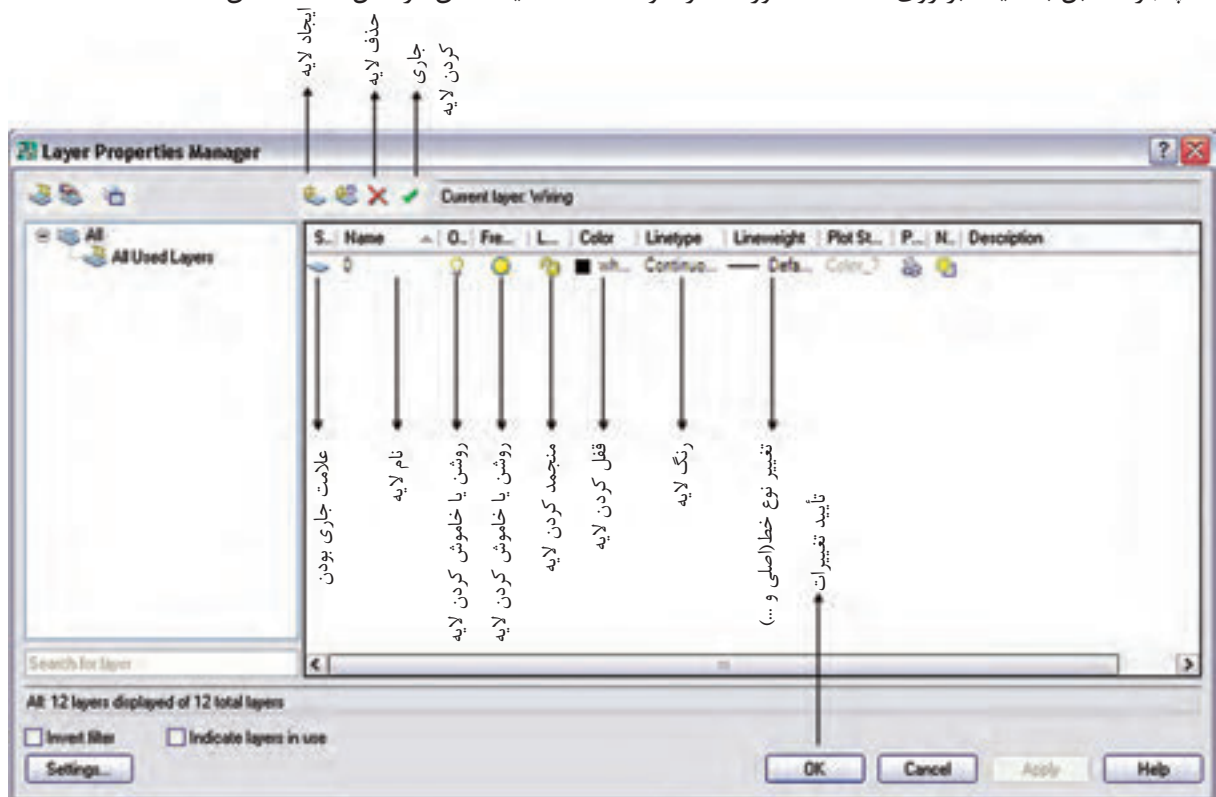 ایجاد لایه
حذف لایه
جاری
کردن لایه
Layer Properties Manager
Current layer: Wiring
All
All Used Layers
S... Name O... Fre... L... Color Linetype Lineweight Plot St... P... N... Description
0 wh... Continuo... Defa... Color_7
علامت جاری بودن
نام لایه
روشن یا خاموش کردن لایه
روشن یا خاموش کردن لایه
منجمد کردن لایه
قفل کردن لایه
رنگ لایه
تغییر نوع خط(اصلی و ...)
تأیید تغییرات
Search for layer
All: 12 layers displayed of 12 total layers
Invert filter Indicate layers in use
Settings... OK Cancel Apply Help